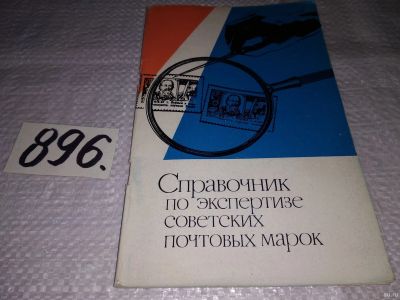 896.
Справочник
по экспертизе
советских
почтовых марок